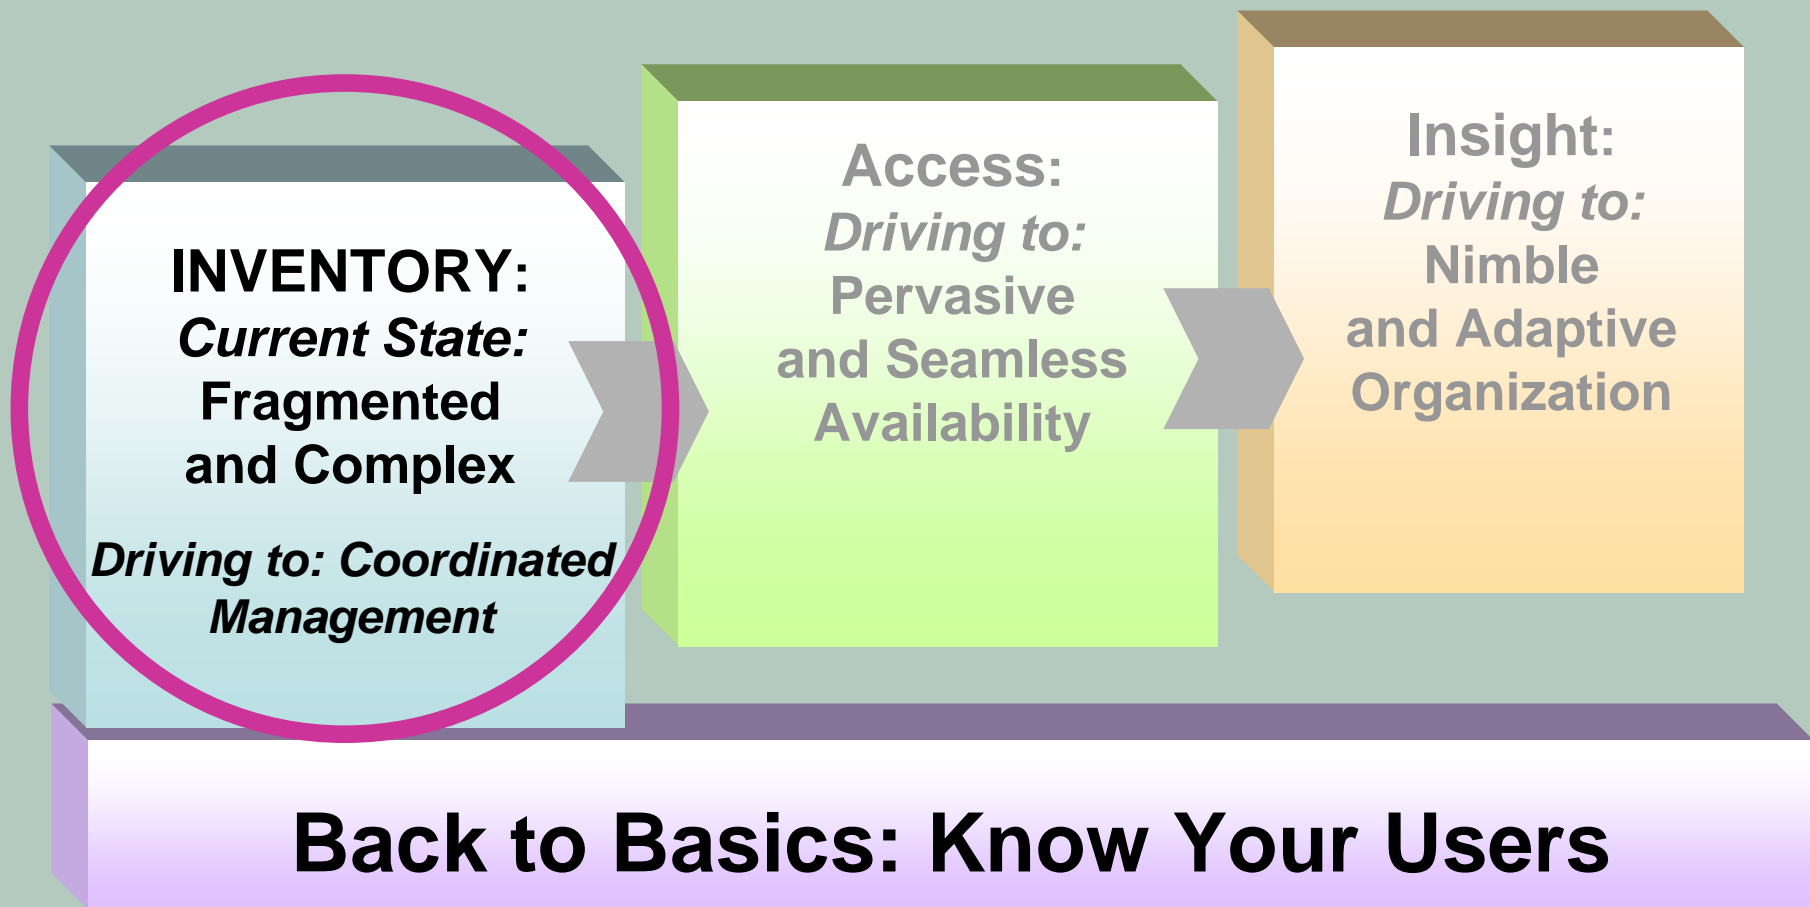 INVENTORY:
Current State:
Fragmented
and Complex
Driving to: Coordinated
Management
Access:
Driving to:
Pervasive
and Seamless
Availability
Insight:
Driving to:
Nimble
and Adaptive
Organization
Back to Basics: Know Your Users